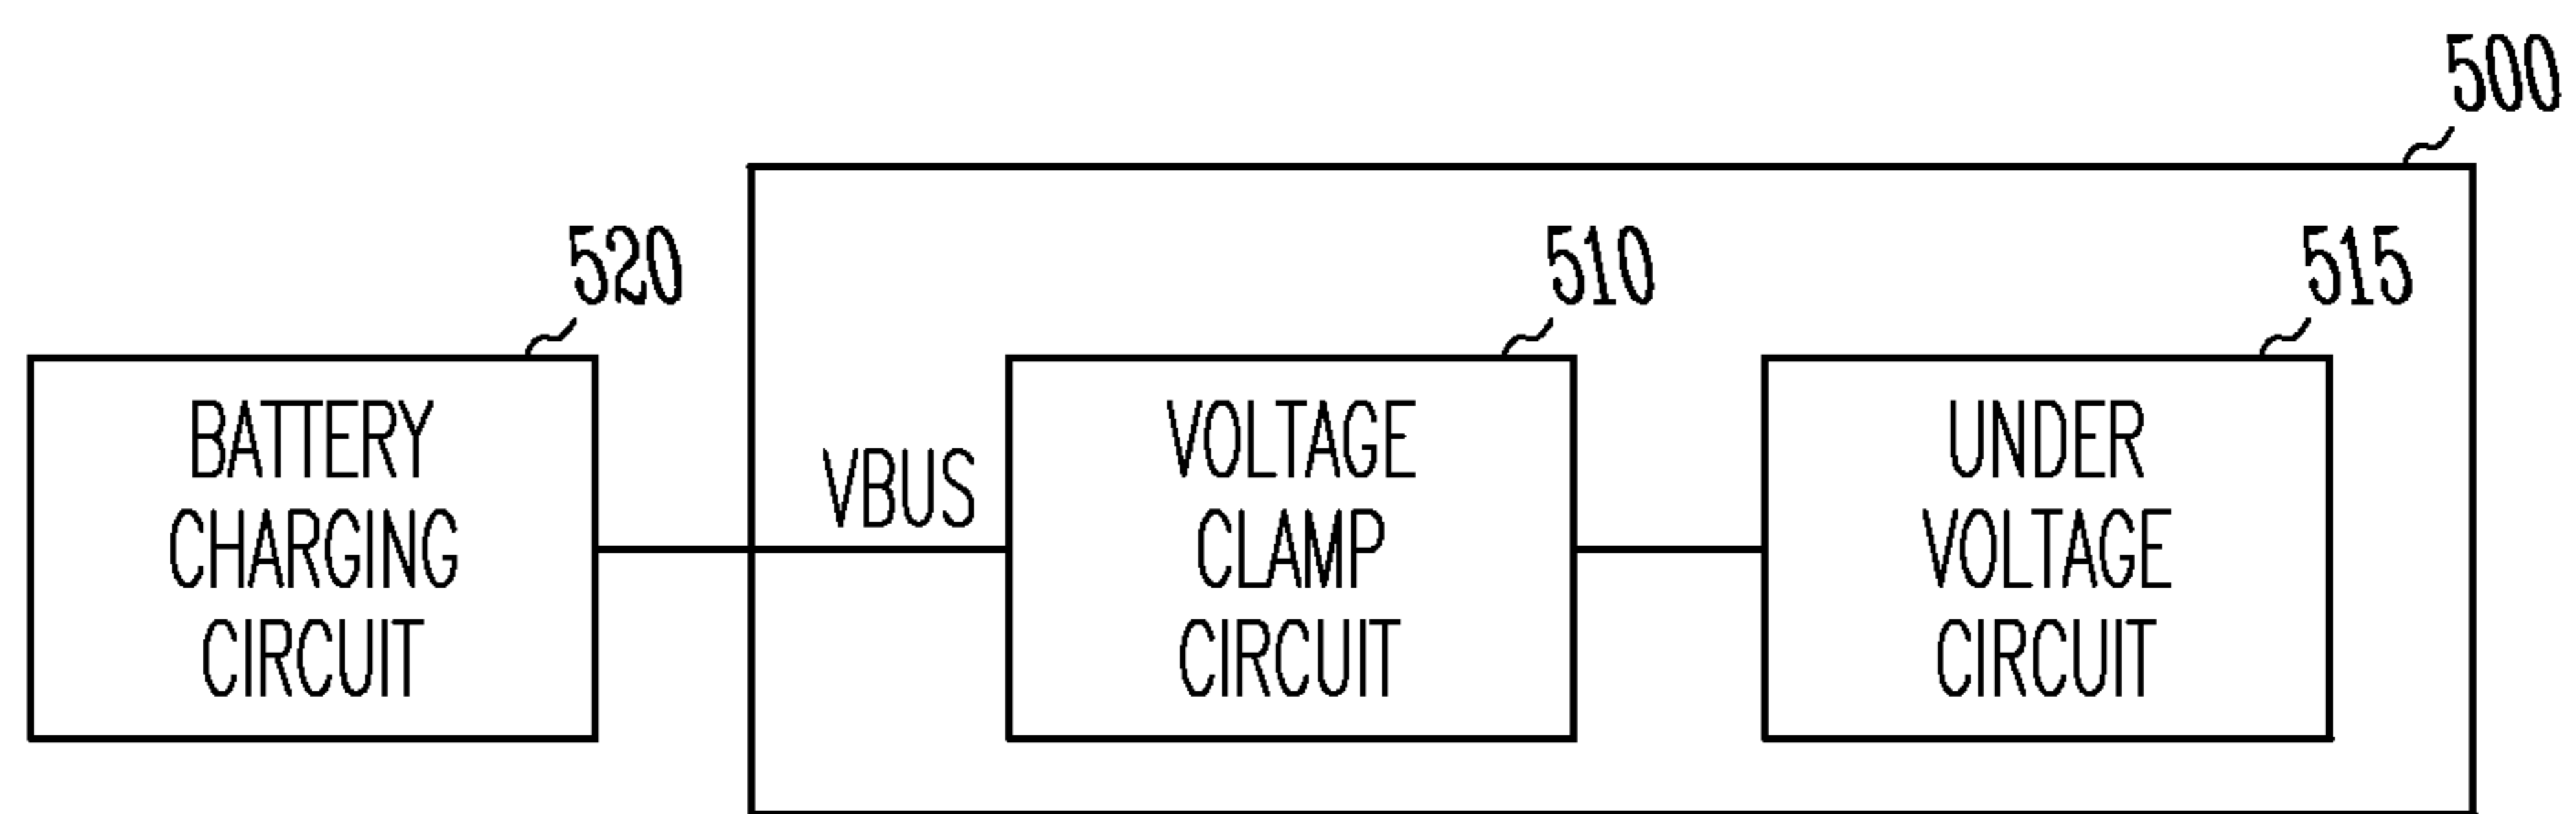 500
520
510
515
BATTERY
CHARGING
CIRCUIT
VBUS
VOLTAGE
CLAMP
CIRCUIT
UNDER
VOLTAGE
CIRCUIT